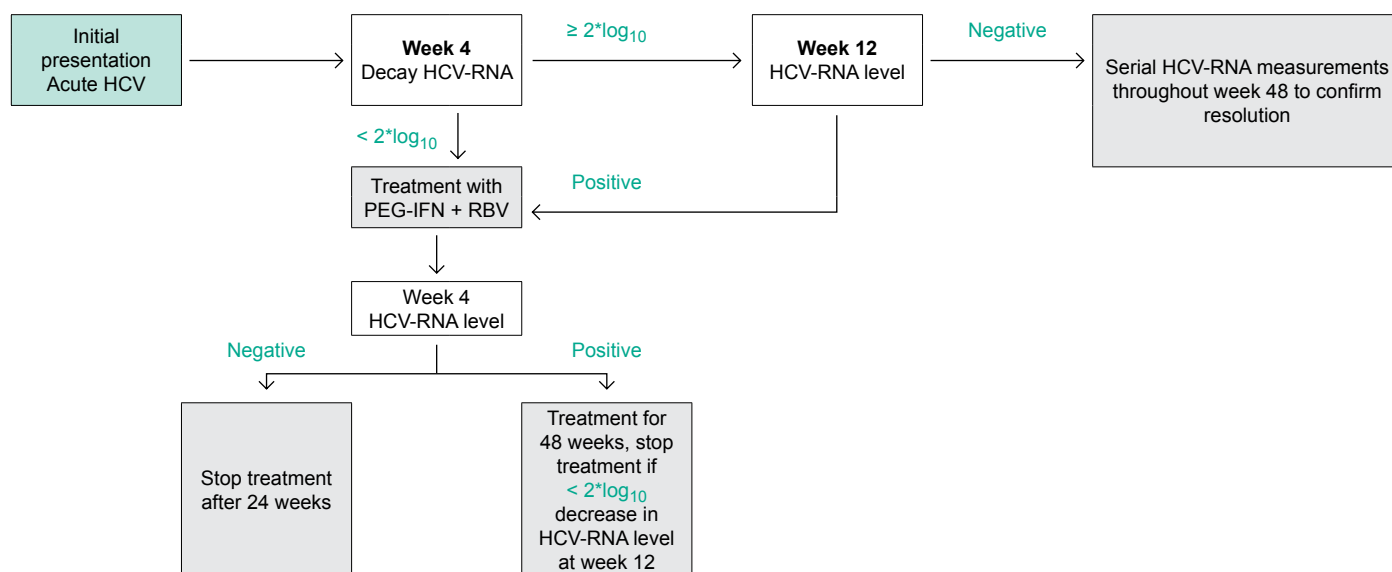 Initial
presentation
Acute HCV
Week 4
Decay HCV-RNA
≥ 2*log10
Week 12
HCV-RNA level
Negative
Serial HCV-RNA measurements
throughout week 48 to confirm
resolution
< 2*log10
Treatment with
PEG-IFN + RBV
Positive
Week 4
HCV-RNA level
Negative
Positive
Stop treatment
after 24 weeks
Treatment for
48 weeks, stop
treatment if
< 2*log10
decrease in
HCV-RNA level
at week 12